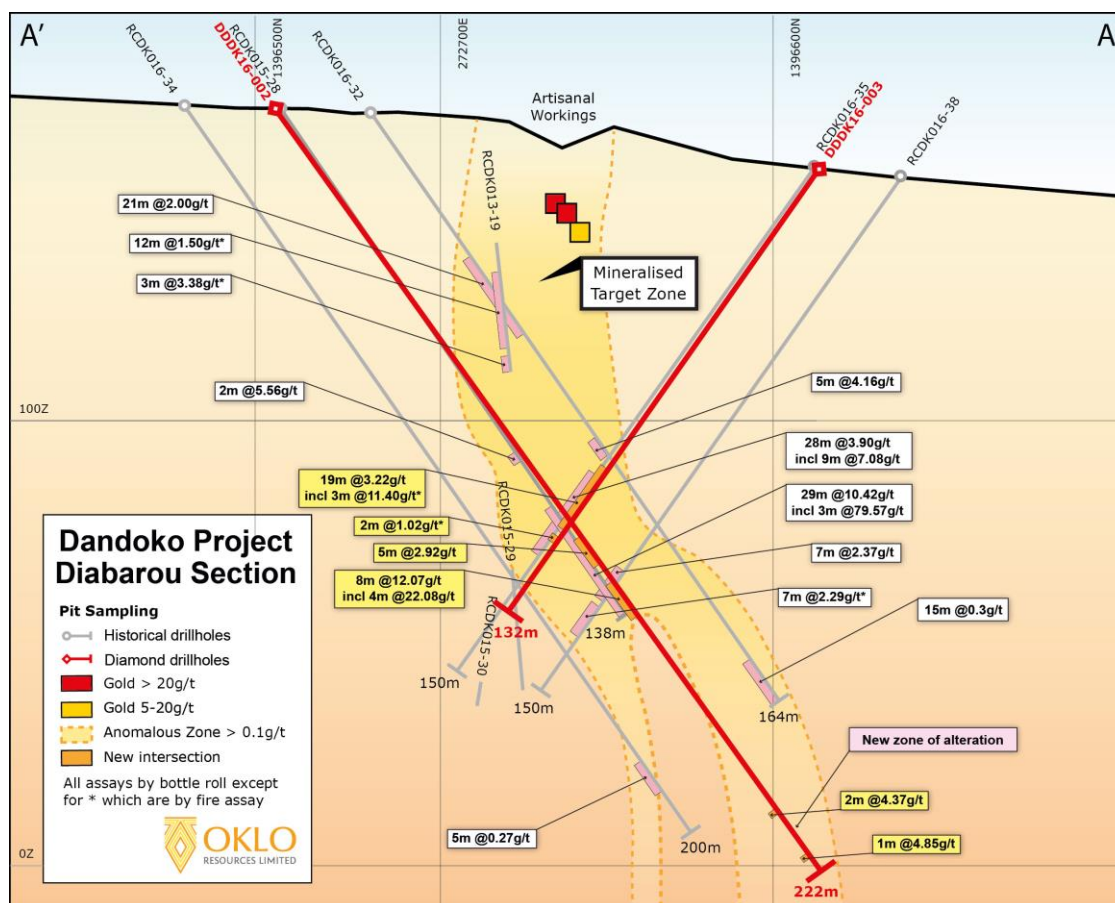 A'
A
RCDK016-34
DDDK16-002
RCDK015-28
1396500N
RCDK016-32
272700E
1396600N
RCDK016-35
DDDK16-003
RCDK016-38
Artisanal
Workings
RCDK013-19
21m @2.00g/t
12m @1.50g/t*
3m @3.38g/t*
Mineralised
Target Zone
2m @5.56g/t
5m @4.16g/t
100Z
28m @3.90g/t
incl 9m @7.08g/t
19m @3.22g/t
incl 3m @11.40g/t*
29m @10.42g/t
incl 3m @79.57g/t
RCDK015-29
2m @1.02g/t*
5m @2.92g/t
7m @2.37g/t
8m @12.07g/t
incl 4m @22.08g/t
7m @2.29g/t*
15m @0.3g/t
132m
138m
RCDK015-30
150m
150m
164m
New zone of alteration
2m @4.37g/t
5m @0.27g/t
200m
1m @4.85g/t
0Z
222m
Dandoko Project
Diabarou Section
Pit Sampling
Historical drillholes
Diamond drillholes
Gold > 20g/t
Gold 5-20g/t
Anomalous Zone > 0.1g/t
New intersection
All assays by bottle roll except
for * which are by fire assay
OKLO
RESOURCES LIMITED